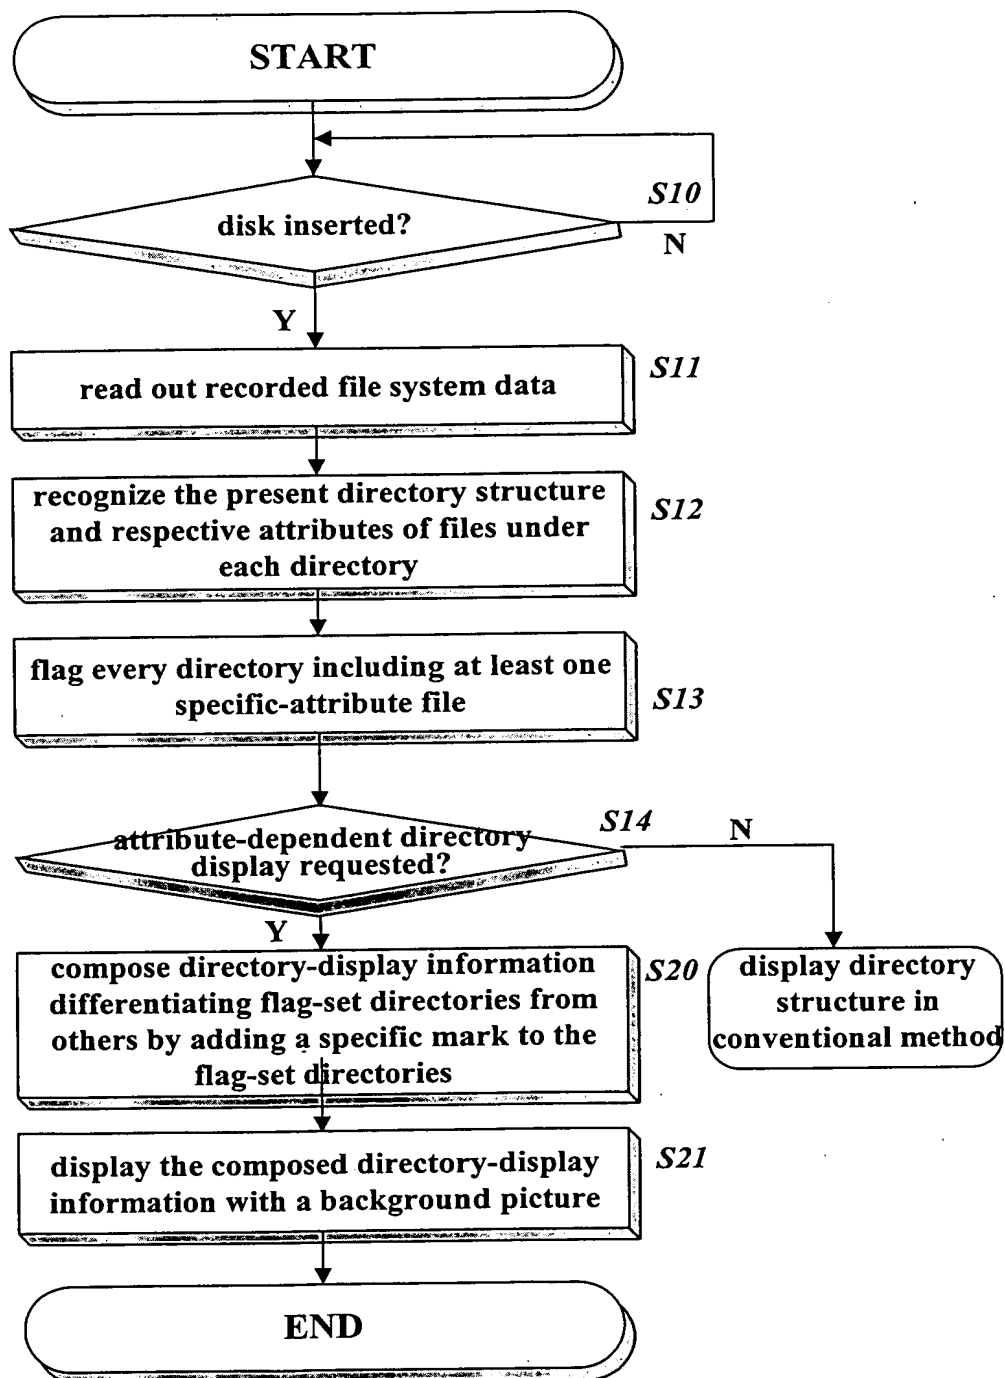 START
S10
disk inserted?
N
Y
S11
read out recorded file system data
recognize the present directory structure
and respective attributes of files under
each directory
S12
flag every directory including at least one
specific-attribute file
S13
attribute-dependent directory
display requested?
S14
N
Y
compose directory-display information
differentiating flag-set directories from
others by adding a specific mark to the
flag-set directories
S20
display directory
structure in
conventional method
display the composed directory-display
information with a background picture
S21
END